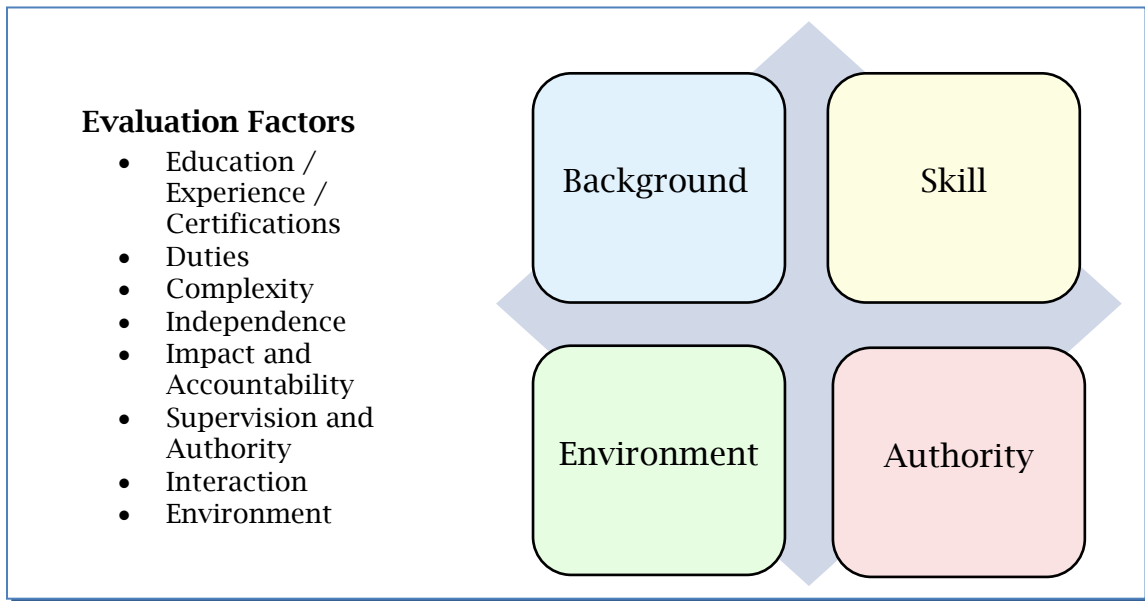 Evaluation Factors
• Education /
Experience /
Certifications
• Duties
• Complexity
• Independence
• Impact and
Accountability
• Supervision and
Authority
• Interaction
• Environment
Background
Skill
Environment
Authority